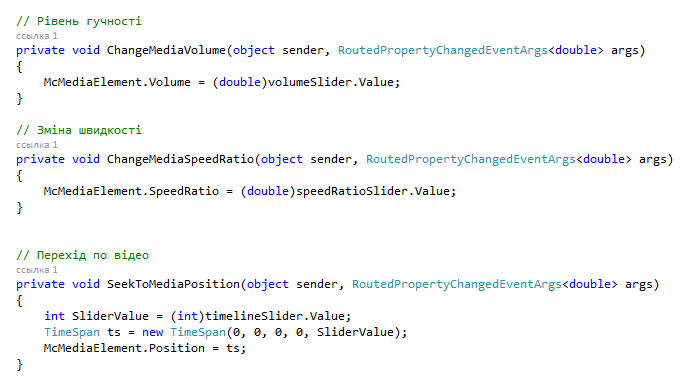 // Рівень гучності
ссылка 1
private void ChangeMediaVolume(object sender, RoutedPropertyChangedEventArgs<double> args)
{
    McMediaElement.Volume = (double)volumeSlider.Value;
}
// Зміна швидкості
ссылка 1
private void ChangeMediaSpeedRatio(object sender, RoutedPropertyChangedEventArgs<double> args)
{
    McMediaElement.SpeedRatio = (double)speedRatioSlider.Value;
}
// Перехід по відео
ссылка 1
private void SeekToMediaPosition(object sender, RoutedPropertyChangedEventArgs<double> args)
{
    int SliderValue = (int)timelineSlider.Value;
    TimeSpan ts = new TimeSpan(0, 0, 0, 0, SliderValue);
    McMediaElement.Position = ts;
}